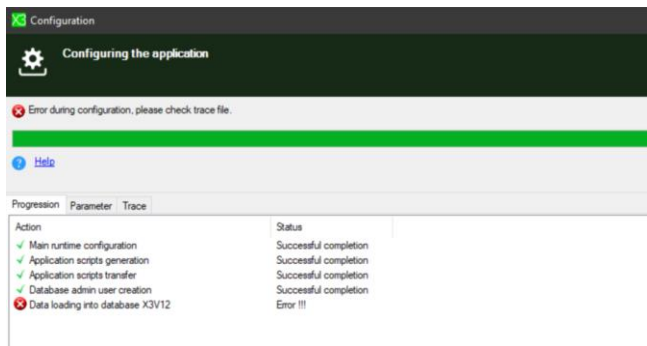 X3 Configuration
Configuring the application
Error during configuration, please check trace file.
? Help
Progression Parameter Trace
Action Status
Main runtime configuration Successful completion
Application scripts generation Successful completion
Application scripts transfer Successful completion
Database admin user creation Successful completion
Data loading into database X3V12 Error !!!